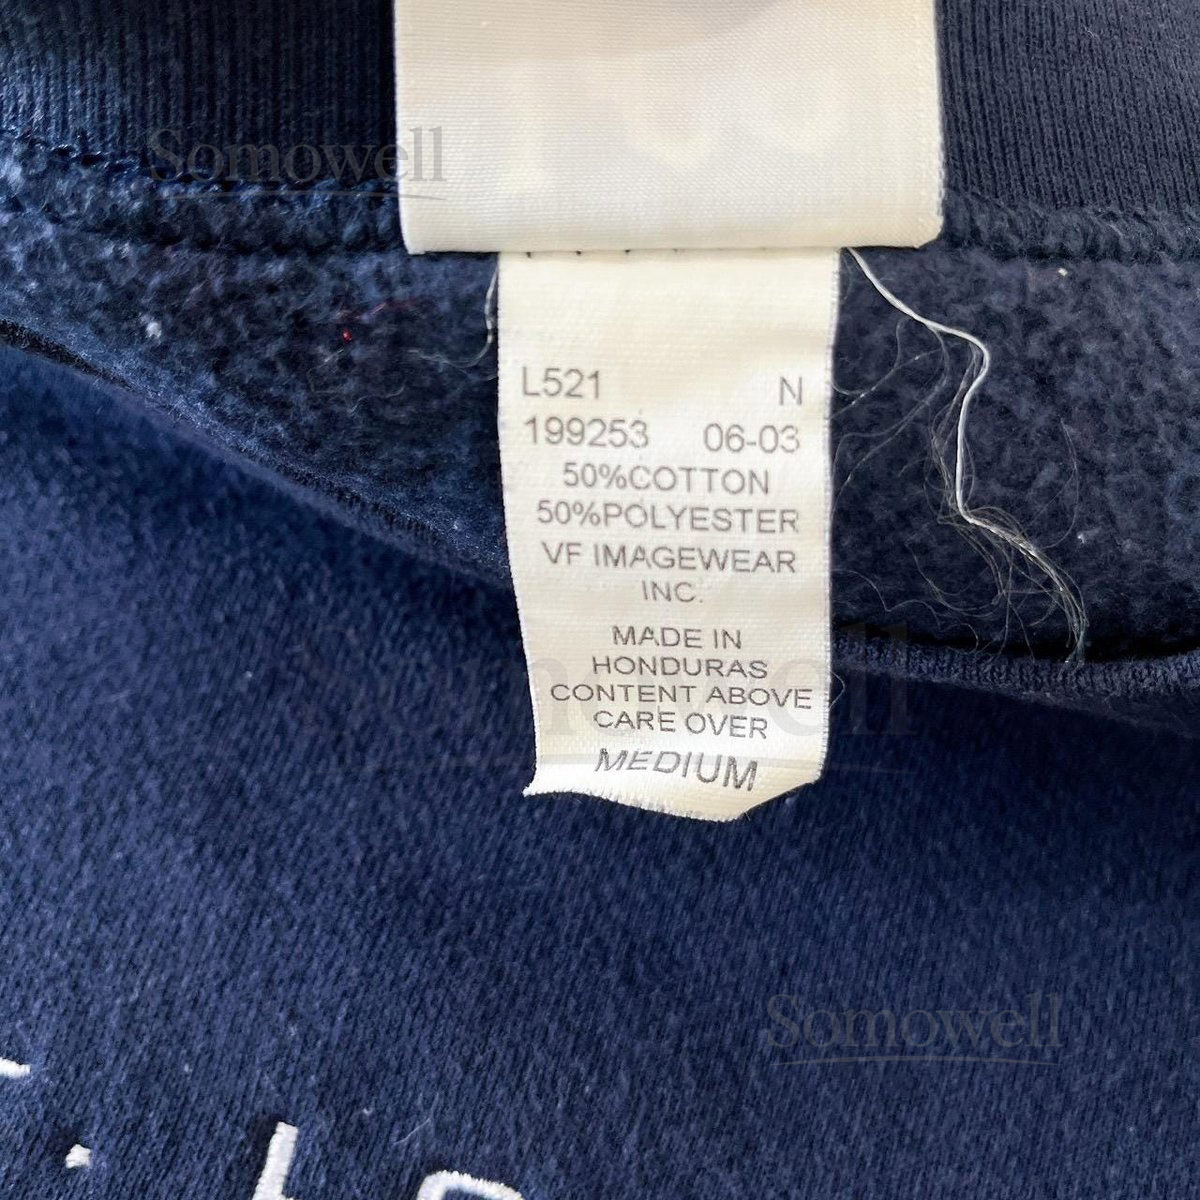 Somowell
L521 N
199253 06-03
50%COTTON
50%POLYESTER
VF IMAGEWEAR
INC.
MADE IN
HONDURAS
CONTENT ABOVE
CARE OVER
MEDIUM
Somowell
Somowell